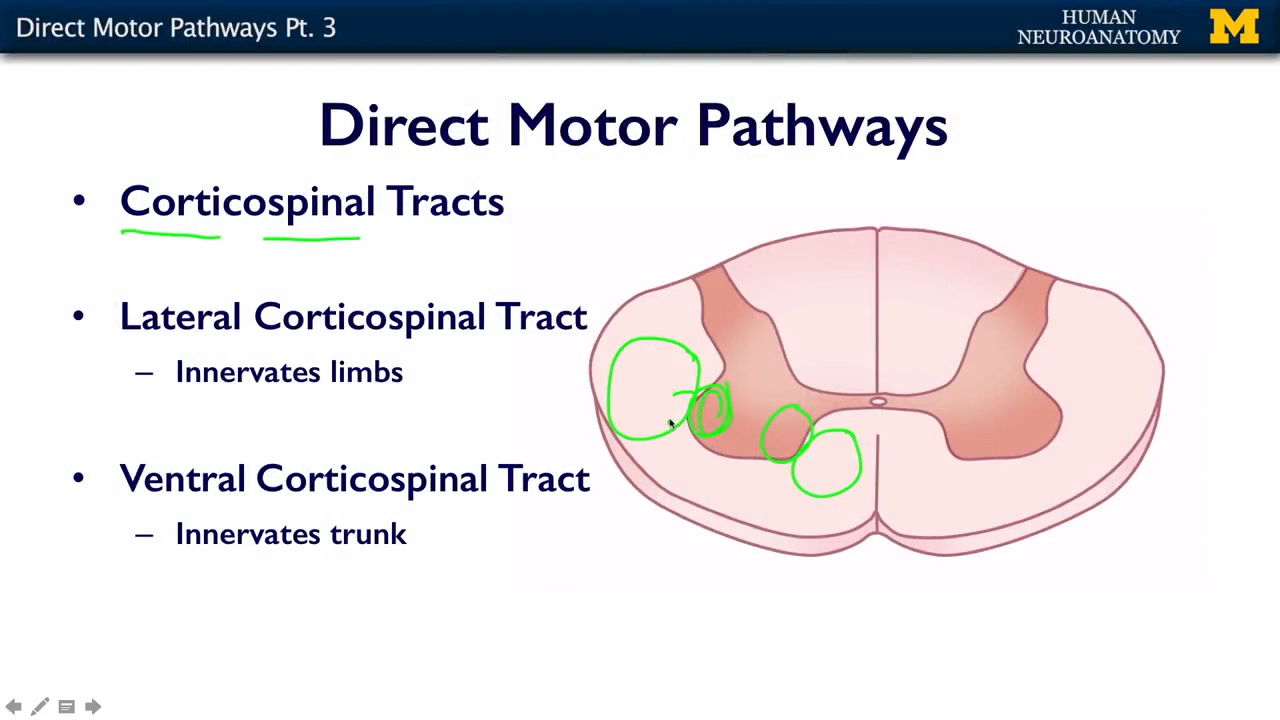 Direct Motor Pathways Pt. 3
HUMAN
NEUROANATOMY
M
Direct Motor Pathways
• Corticospinal Tracts
• Lateral Corticospinal Tract
– Innervates limbs
• Ventral Corticospinal Tract
– Innervates trunk